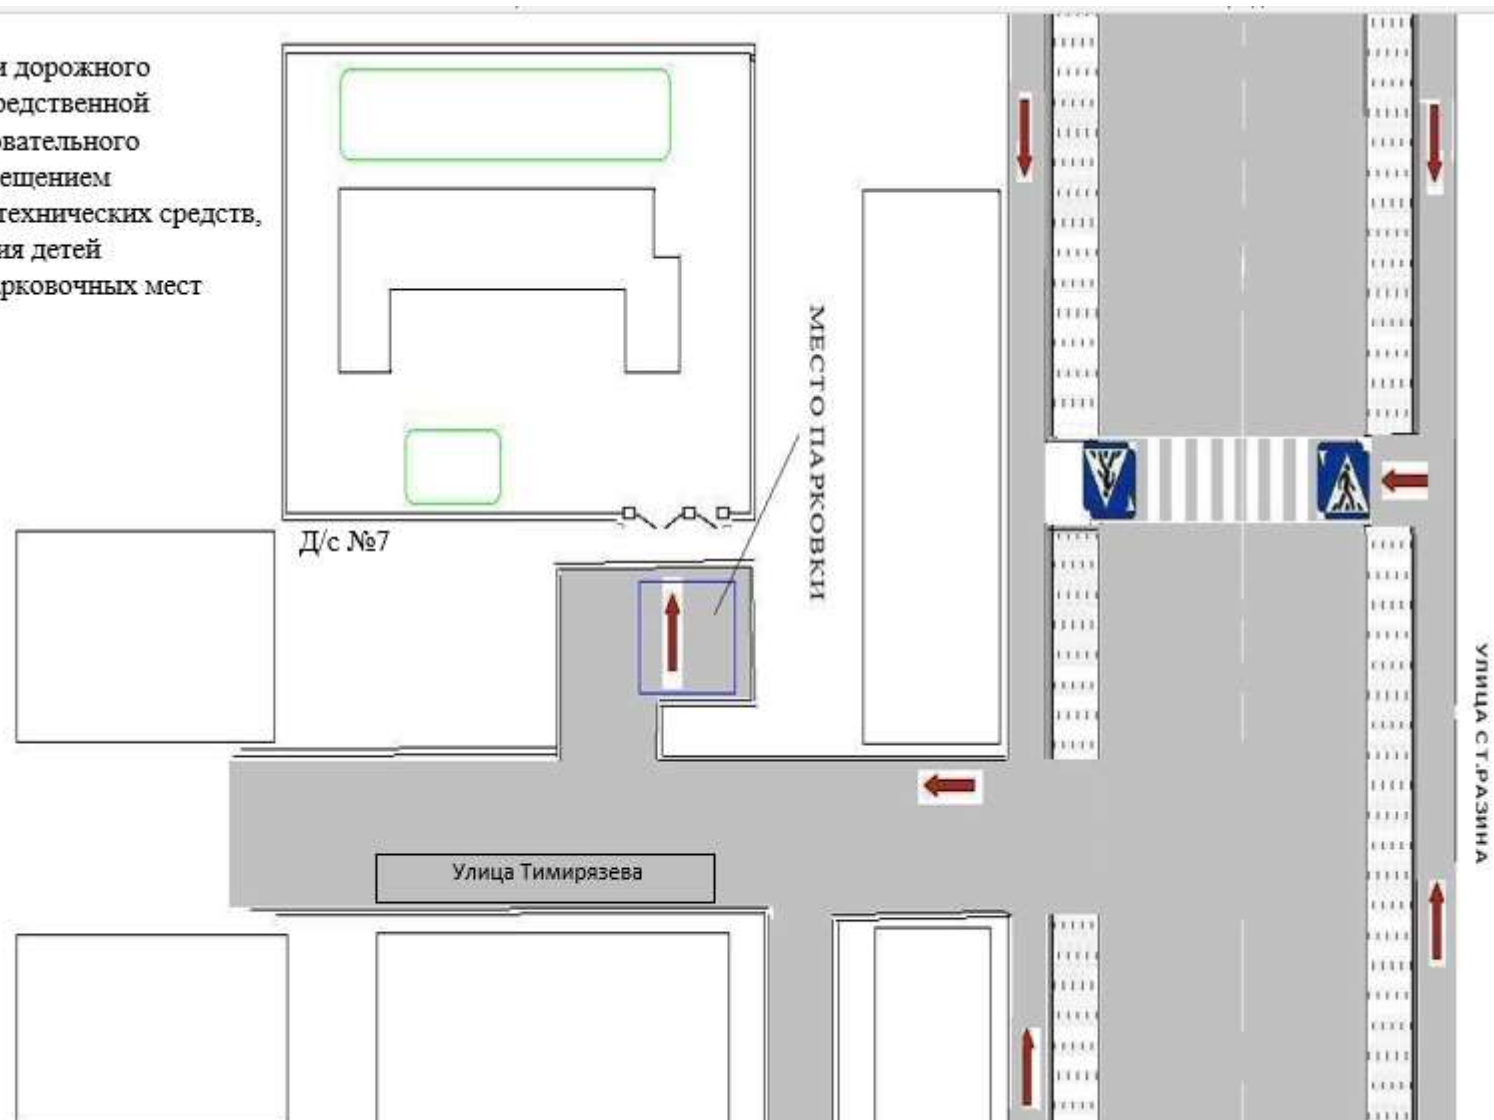 и дорожного
редственной
овательного
ещением
технических средств,
ия детей
арковочных мест
МЕСТО ПАРКОВКИ
Д/с №7
УЛИЦА СТ.РАЗИНА
Улица Тимирязева